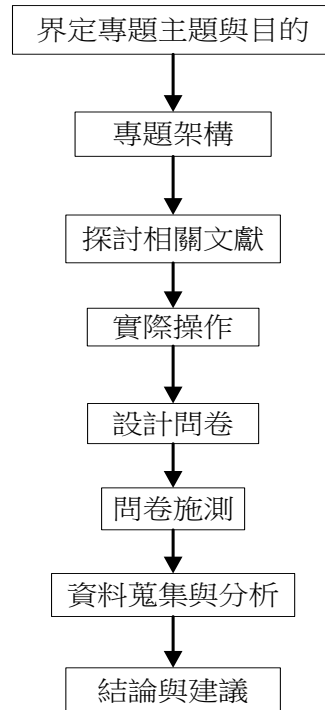 界定專題主題與目的
專題架構
探討相關文獻
實際操作
設計問卷
問卷施測
資料蒐集與分析
結論與建議